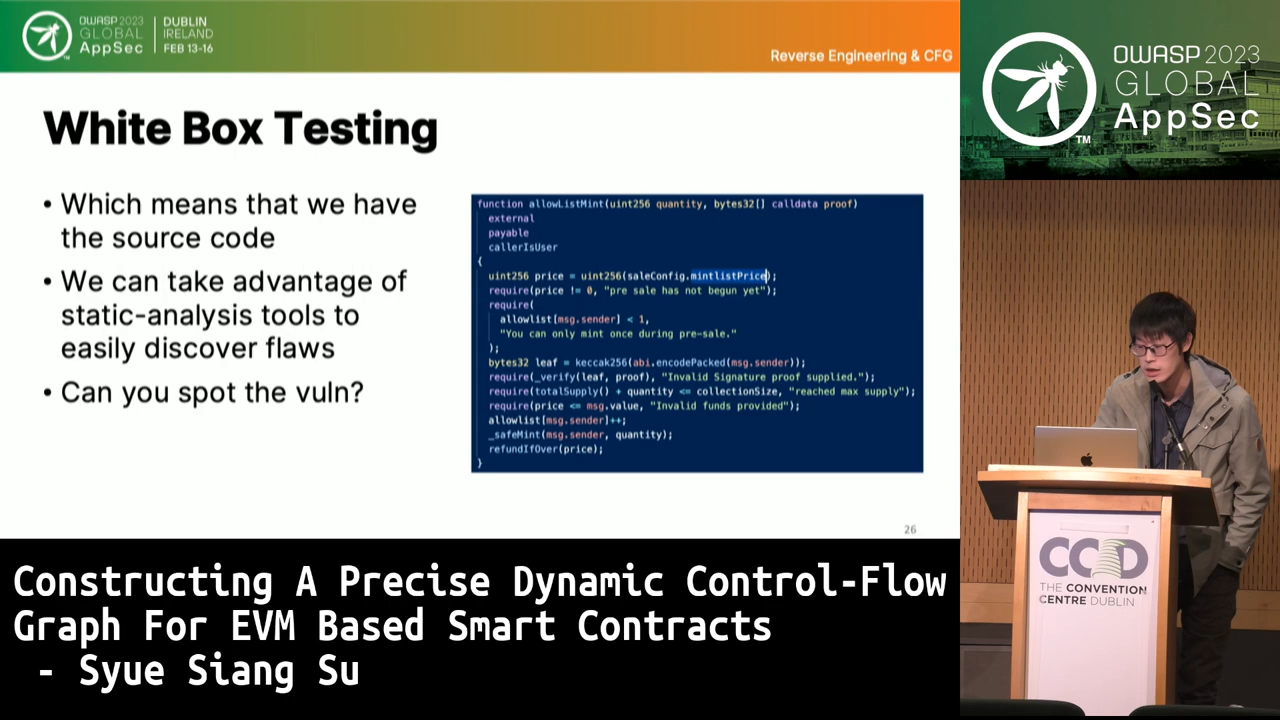 OWASP 2023
GLOBAL
AppSec
TM
DUBLIN
IRELAND
FEB 13-16
Reverse Engineering & CFG
White Box Testing
• Which means that we have
the source code
• We can take advantage of
static-analysis tools to
easily discover flaws
• Can you spot the vuln?
function allowListMint(uint256 quantity, bytes32[] calldata proof)
external
payable
callerIsUser
{
uint256 price = uint256(saleConfig.mintlistPrice);
require(price != 0, "pre sale has not begun yet");
require(
allowlist[msg.sender] < 1,
"You can only mint once during pre-sale."
);
bytes32 leaf = keccak256(abi.encodePacked(msg.sender));
require(_verify(leaf, proof), "Invalid Signature proof supplied.");
require(totalSupply() + quantity <= collectionSize, "reached max supply");
require(price <= msg.value, "Invalid funds provided");
allowlist[msg.sender]++;
_safeMint(msg.sender, quantity);
refundIfOver(price);
}
26
OWASP 2023
GLOBAL
AppSec
TM
CCD
THE CONVENTION
CENTRE DUBLIN
Constructing A Precise Dynamic Control-Flow
Graph For EVM Based Smart Contracts
- Syue Siang Su